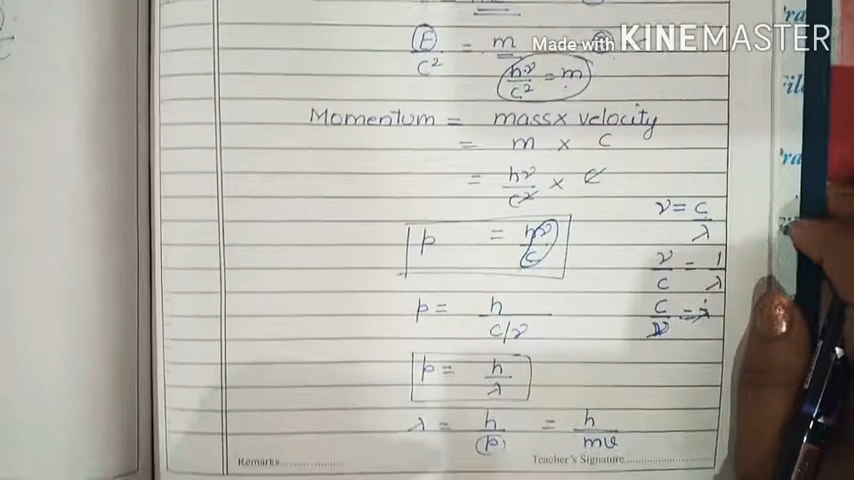 E/c² = m
Made with KINEMASTER
hν/c² = m
Momentum = mass x velocity
= m x c
= hν/c² x c
ν = c/λ
p = hν/c
ν/c = 1/λ
p = h/c/ν
c/ν = λ
p = h/λ
λ = h/p = h/mv
Remarks
Teacher's Signature